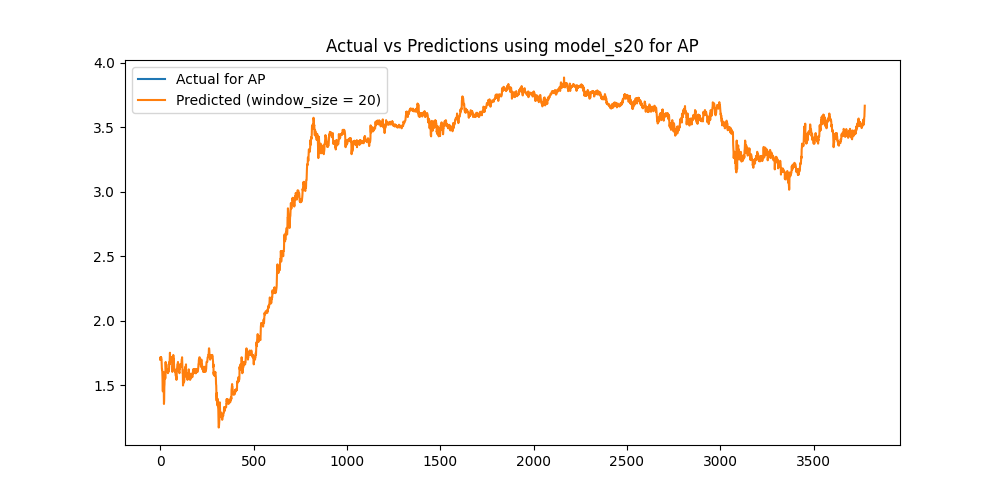 Actual vs Predictions using model_s20 for AP
Actual for AP
Predicted (window_size = 20)
4.0
3.5
3.0
2.5
2.0
1.5
0 500 1000 1500 2000 2500 3000 3500